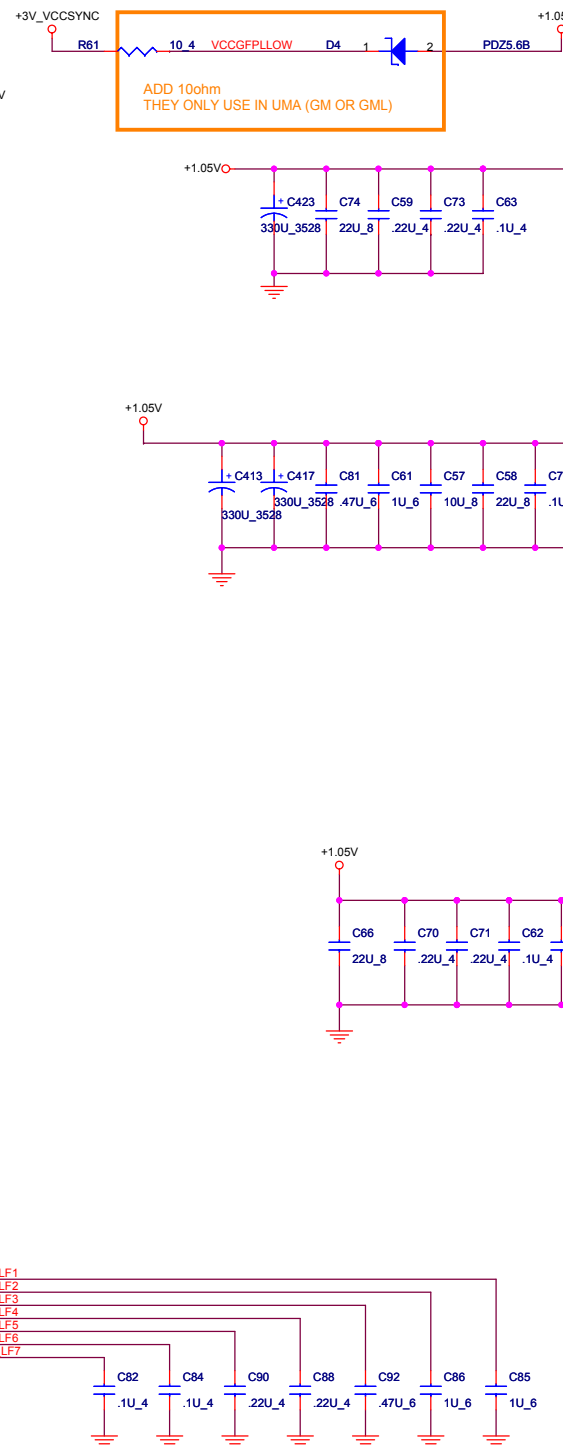 +3V_VCCSYNC +1.05
R61 10_4 VCCGFPLLOW D4 1 2 PDZ5.6B
ADD 10ohm
V
THEY ONLY USE IN UMA (GM OR GML)
+1.05V
+ C423 C74 C59 C73 C63
330U_3528 22U_8 .22U_4 .22U_4 .1U_4
+1.05V
+ C413 + C417 C81 C61 C57 C58 C7
330U_3528 .47U_6 1U_6 10U_8 22U_8 .1U
330U_3528
+1.05V
C66 C70 C71 C62
22U_8 .22U_4 .22U_4 .1U_4
LF1
LF2
LF3
LF4
LF5
LF6
LF7
C82 C84 C90 C88 C92 C86 C85
.1U_4 .1U_4 .22U_4 .22U_4 .47U_6 1U_6 1U_6